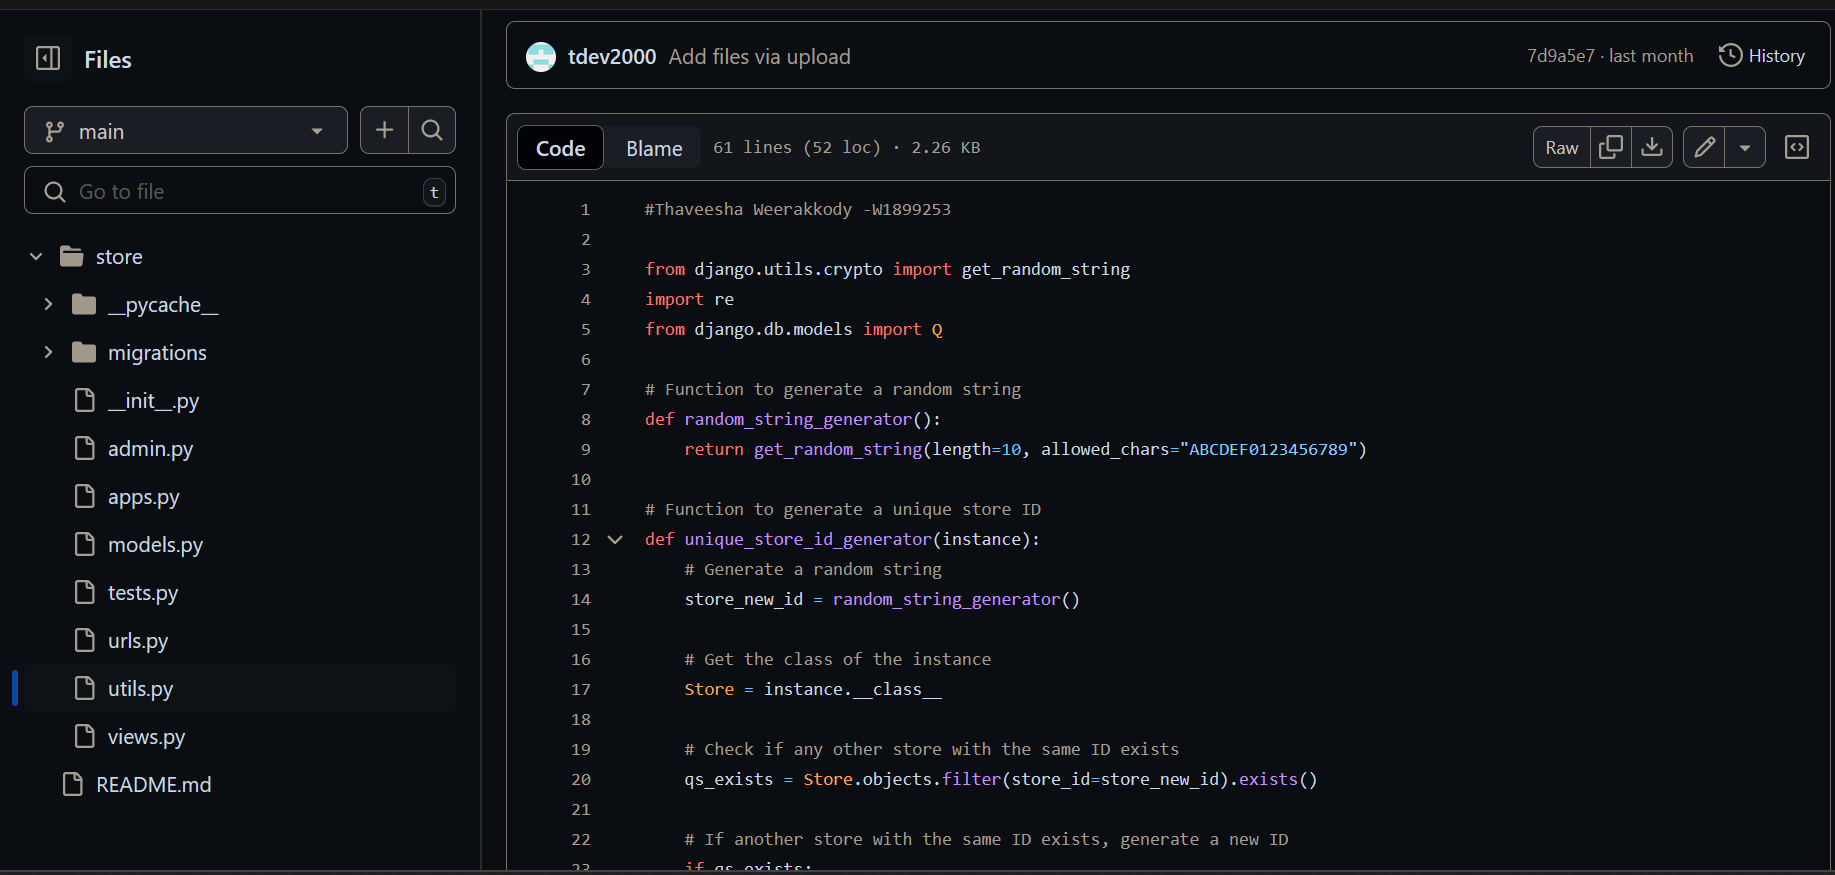 Files
main
Go to file
t
store
__pycache__
migrations
__init__.py
admin.py
apps.py
models.py
tests.py
urls.py
utils.py
views.py
README.md
tdev2000 Add files via upload
7d9a5e7 · last month
History
Code
Blame
61 lines (52 loc) · 2.26 KB
Raw
1 #Thaveesha Weerakkody -W1899253
2
3 from django.utils.crypto import get_random_string
4 import re
5 from django.db.models import Q
6
7 # Function to generate a random string
8 def random_string_generator():
9     return get_random_string(length=10, allowed_chars="ABCDEF0123456789")
10
11 # Function to generate a unique store ID
12 def unique_store_id_generator(instance):
13     # Generate a random string
14     store_new_id = random_string_generator()
15
16     # Get the class of the instance
17     Store = instance.__class__
18
19     # Check if any other store with the same ID exists
20     qs_exists = Store.objects.filter(store_id=store_new_id).exists()
21
22     # If another store with the same ID exists, generate a new ID
23     if qs_exists: